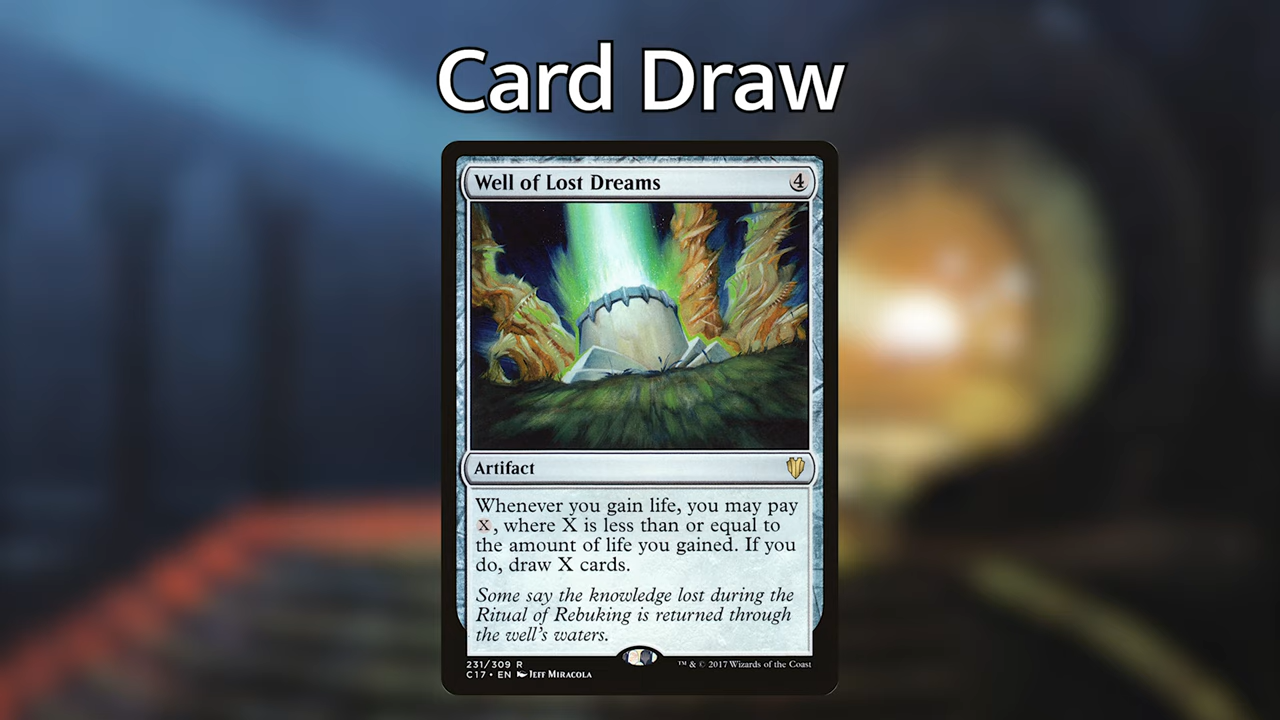 Card Draw
Well of Lost Dreams 4
Artifact
Whenever you gain life, you may pay
X, where X is less than or equal to
the amount of life you gained. If you
do, draw X cards.
Some say the knowledge lost during the
Ritual of Rebuking is returned through
the well's waters.
231/309 R
C17 • EN Jeff Miracola
™ & © 2017 Wizards of the Coast